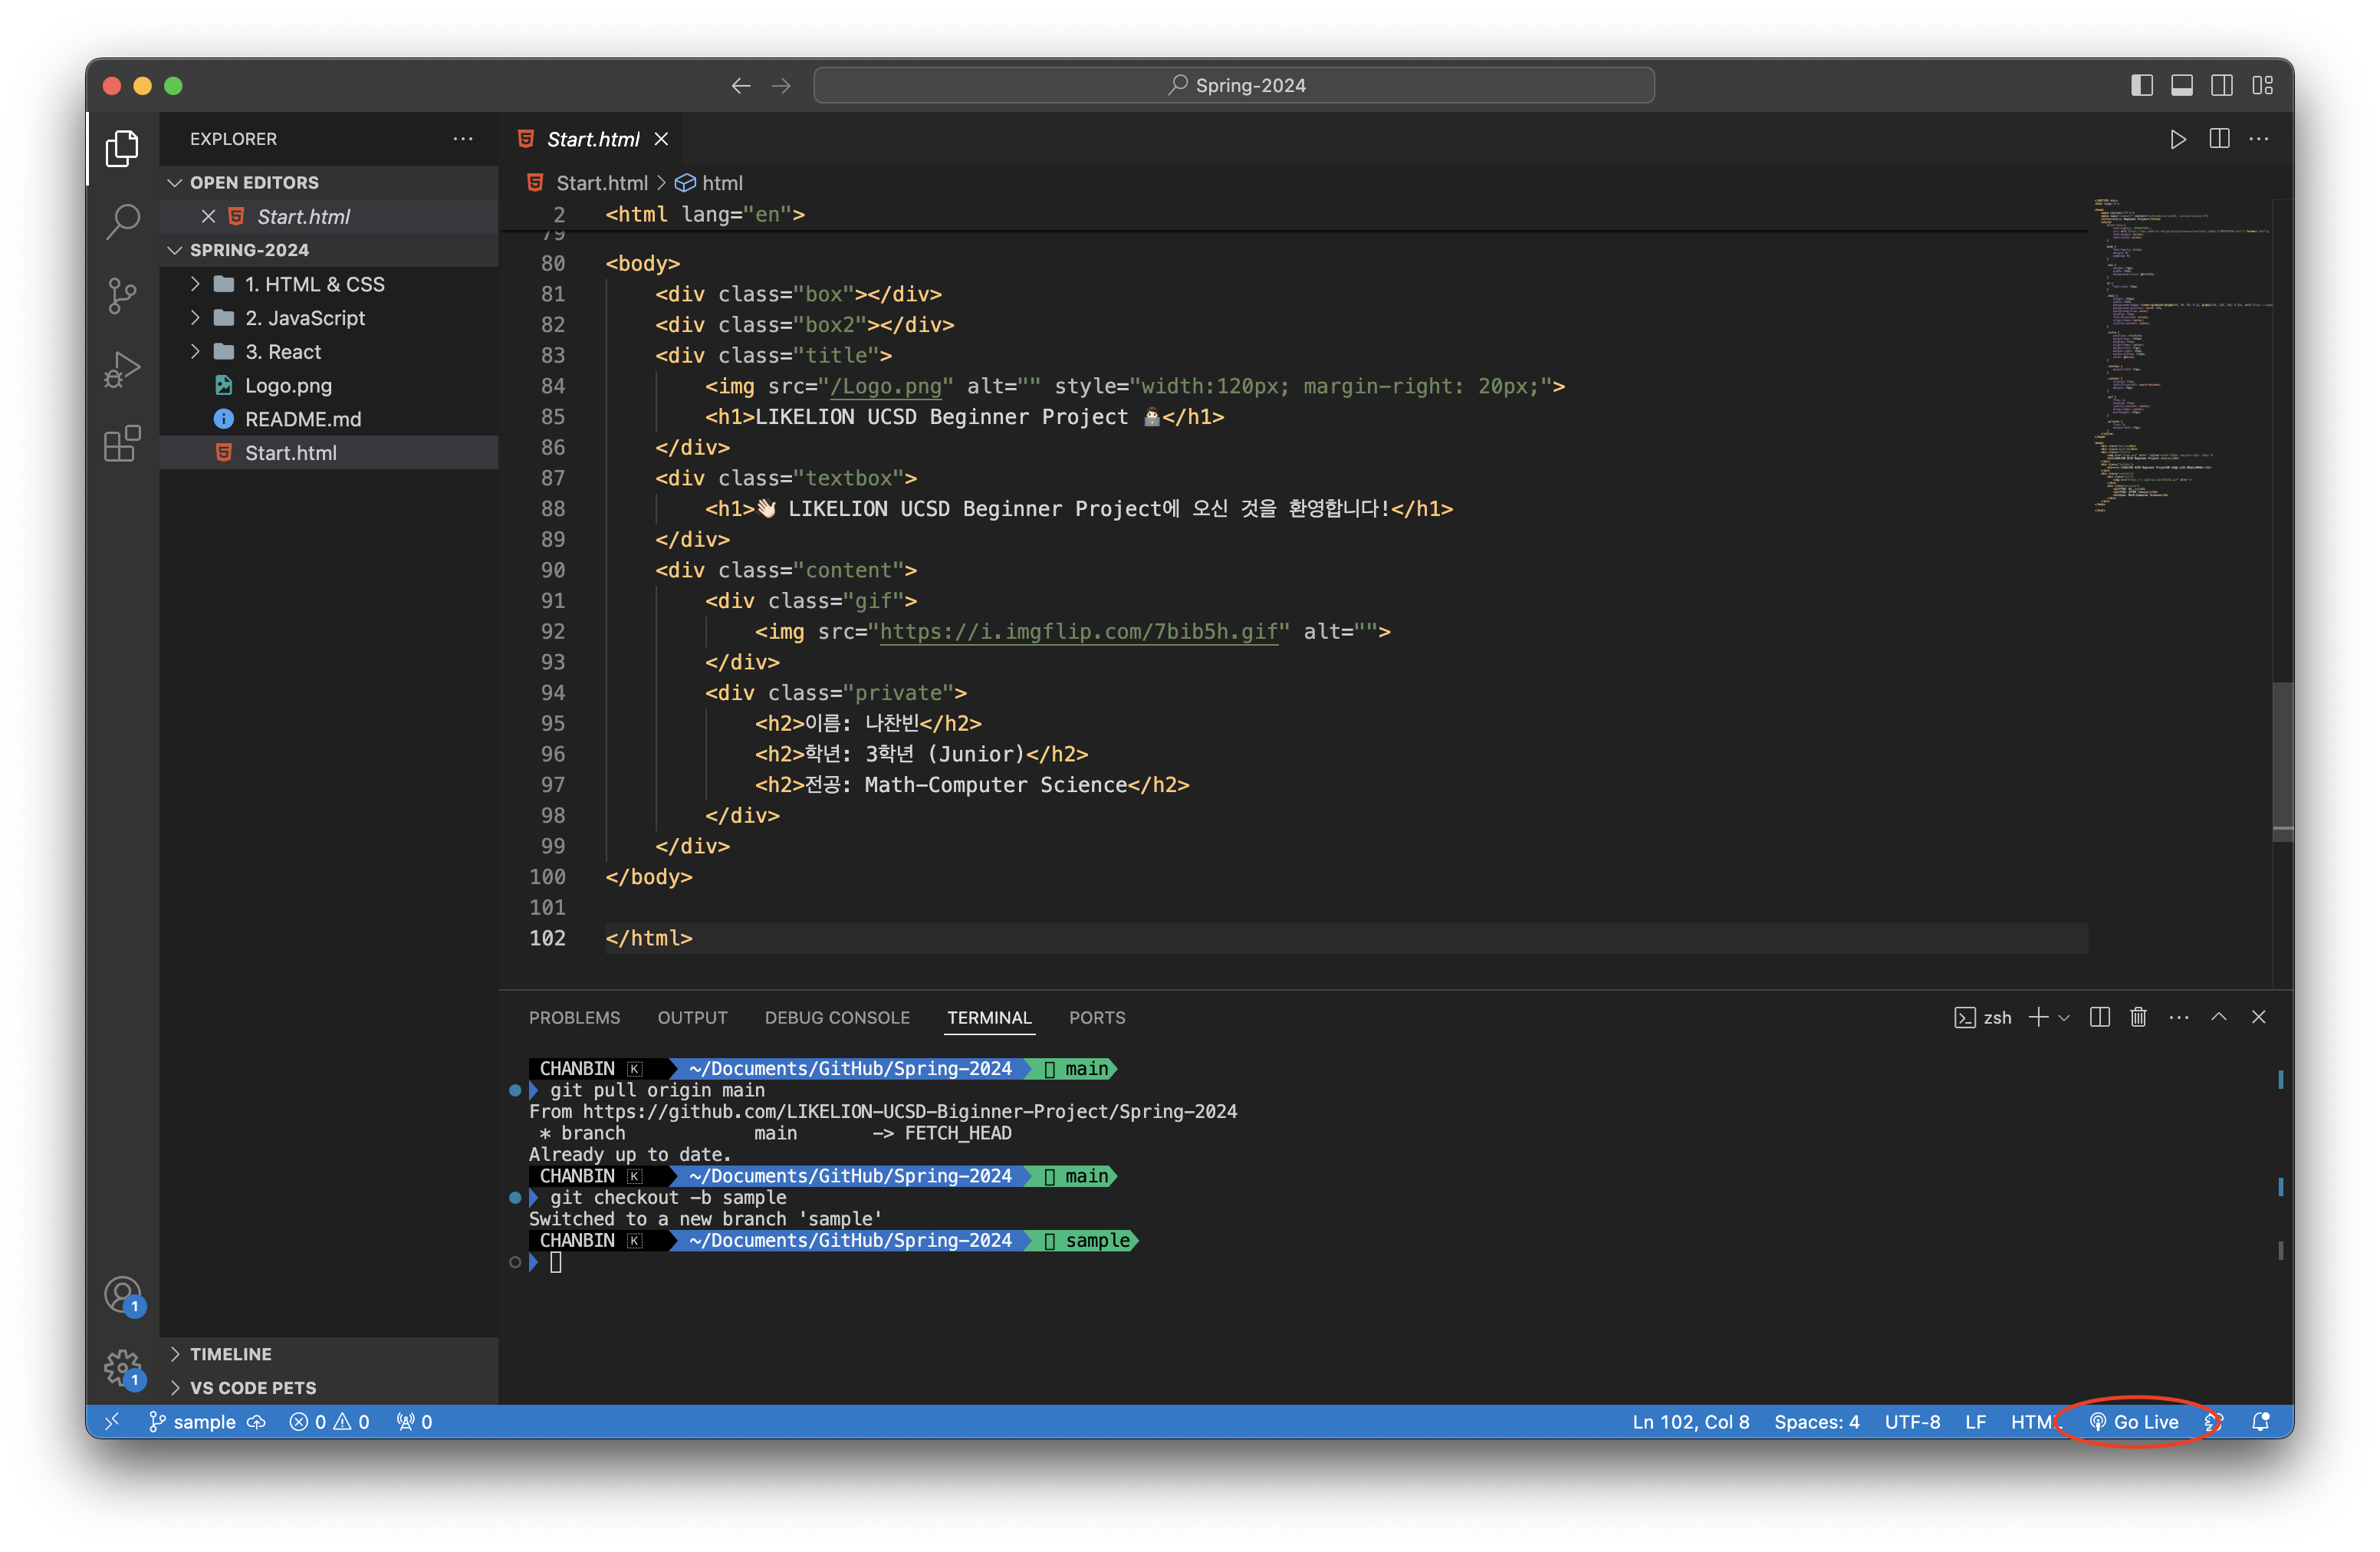 Spring-2024
EXPLORER
OPEN EDITORS
Start.html
SPRING-2024
1. HTML & CSS
2. JavaScript
3. React
Logo.png
README.md
Start.html
TIMELINE
VS CODE PETS
Start.html
Start.html > html
2 <html lang="en">
79
80 <body>
81 <div class="box"></div>
82 <div class="box2"></div>
83 <div class="title">
84 <img src="/Logo.png" alt="" style="width:120px; margin-right: 20px;">
85 <h1>LIKELION UCSD Beginner Project 👨🏻‍💻</h1>
86 </div>
87 <div class="textbox">
88 <h1>👋🏻 LIKELION UCSD Beginner Project에 오신 것을 환영합니다!</h1>
89 </div>
90 <div class="content">
91 <div class="gif">
92 <img src="https://i.imgflip.com/7bib5h.gif" alt="">
93 </div>
94 <div class="private">
95 <h2>이름: 나찬빈</h2>
96 <h2>학년: 3학년 (Junior)</h2>
97 <h2>전공: Math-Computer Science</h2>
98 </div>
99 </div>
100 </body>
101
102 </html>
PROBLEMS OUTPUT DEBUG CONSOLE TERMINAL PORTS
zsh
CHANBIN K ~/Documents/GitHub/Spring-2024 main
git pull origin main
From https://github.com/LIKELION-UCSD-Biginner-Project/Spring-2024
* branch main -> FETCH_HEAD
Already up to date.
CHANBIN K ~/Documents/GitHub/Spring-2024 main
git checkout -b sample
Switched to a new branch 'sample'
CHANBIN K ~/Documents/GitHub/Spring-2024 sample
1
1
sample 0 0 0 Ln 102, Col 8 Spaces: 4 UTF-8 LF HTML Go Live